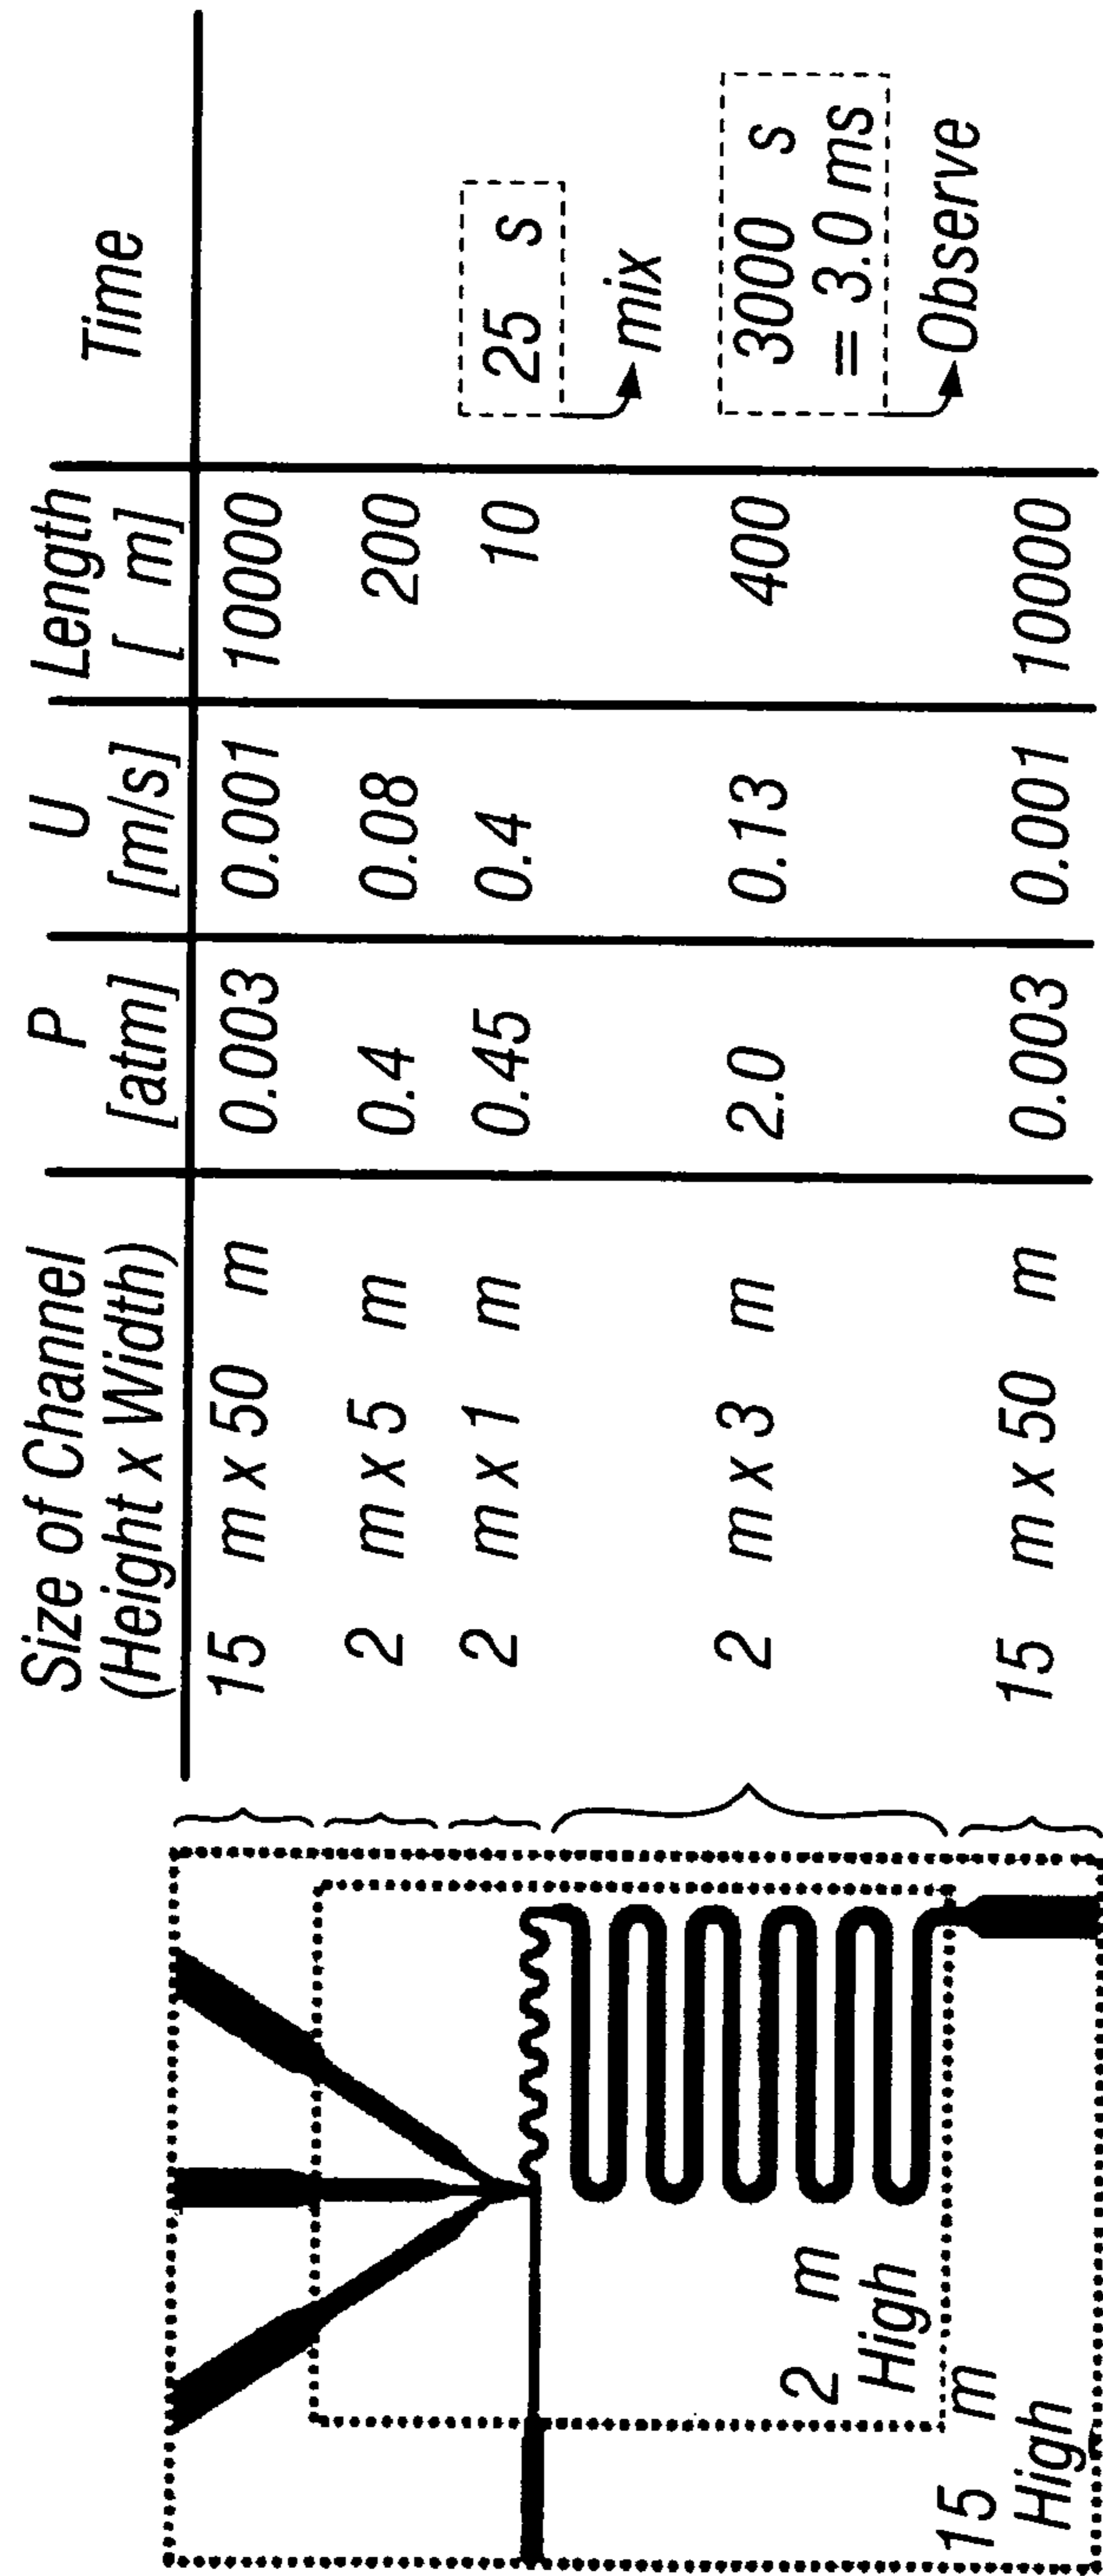 Size of Channel
(Height x Width)
P
[atm]
U
[m/s]
Length
[ m]
Time
15 m x 50 m 0.003 0.001 10000
2 m x 5 m 0.4 0.08 200
2 m x 1 m 0.45 0.4 10 25 s
mix
2 m x 3 m 2.0 0.13 400 3000 s
= 3.0 ms
Observe
15 m x 50 m 0.003 0.001 10000
2 m
High
15 m
High